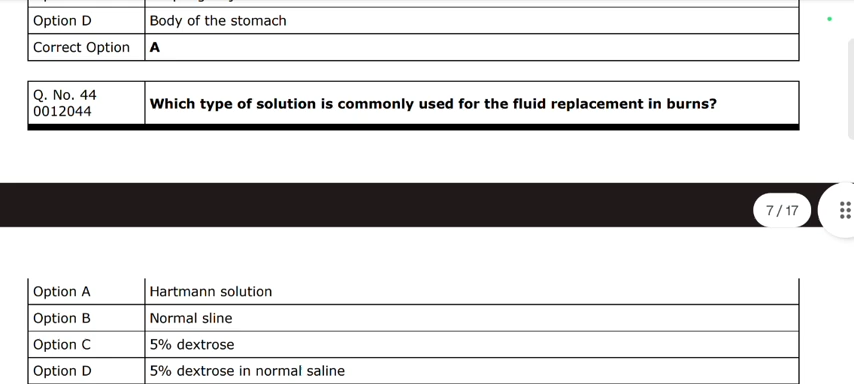 Option D Body of the stomach
Correct Option A
Q. No. 44
0012044 Which type of solution is commonly used for the fluid replacement in burns?
7 / 17
Option A Hartmann solution
Option B Normal sline
Option C 5% dextrose
Option D 5% dextrose in normal saline